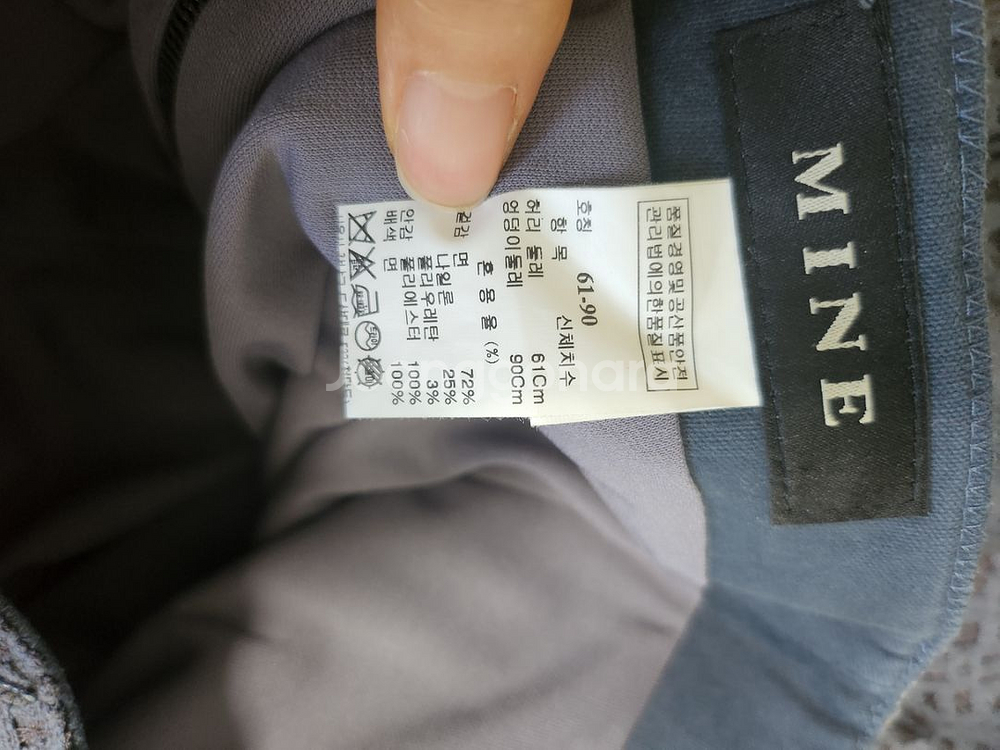 MINE
품질경영및공산품안전
관리법에의한품질표시
호칭 61-90
항목 신체치수
허리 둘레 61Cm
엉덩이둘레 90Cm
혼용율 (%)
겉감 면 72%
나일론 25%
폴리우레탄 3%
안감 폴리에스터 100%
배색 면 100%